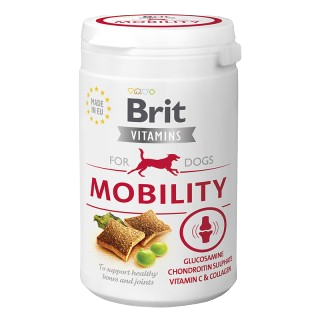 MADE IN EU
Brit
VITAMINS
FOR DOGS
MOBILITY
To support healthy
bones and joints
GLUCOSAMINE
CHONDROITIN SULPHATE
VITAMIN C & COLLAGEN